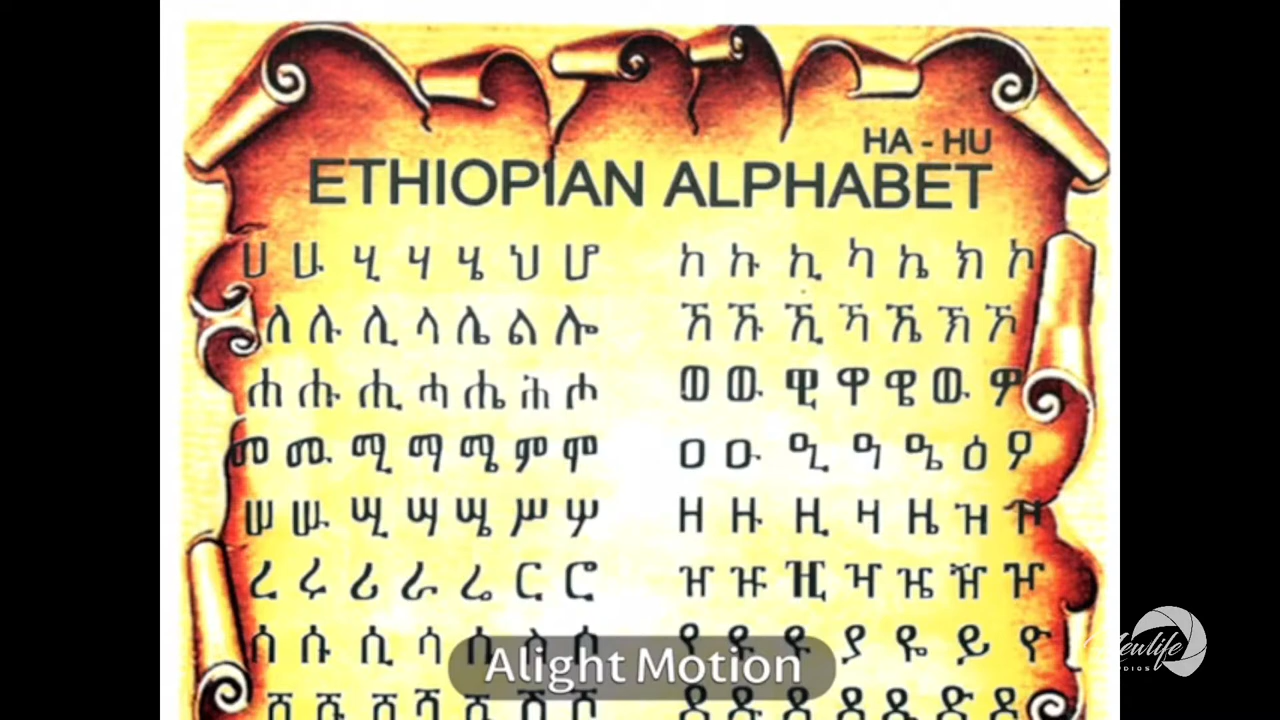 HA - HU
ETHIOPIAN ALPHABET
ሀ ሁ ሂ ሃ ሄ ህ ሆ
ለ ሉ ሊ ላ ሌ ል ሎ
ሐ ሑ ሒ ሓ ሔ ሕ ሖ
መ ሙ ሚ ማ ሜ ም ሞ
ሠ ሡ ሢ ሣ ሤ ሥ ሦ
ረ ሩ ሪ ራ ሬ ር ሮ
ሰ ሱ ሲ ሳ
ከ ኩ ኪ ካ ኬ ክ ኮ
ኸ ኹ ኺ ኻ ኼ ኽ ኾ
ወ ዉ ዊ ዋ ዌ ው ዎ
ዐ ዑ ዒ ዓ ዔ ዕ ዖ
ዘ ዙ ዚ ዛ ዜ ዝ ዞ
ዠ ዡ ዢ ዣ ዤ ዥ ዦ
ያ ዬ ይ ዮ
Alight Motion